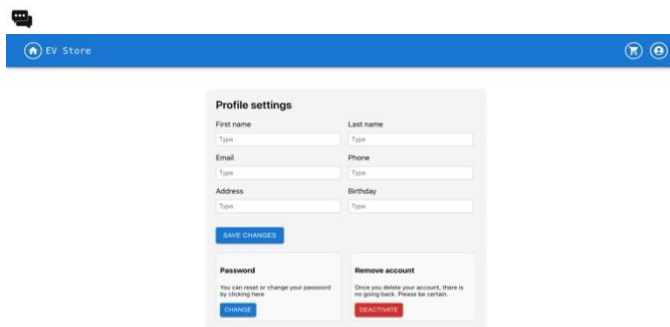 EV Store
Profile settings
First name
Last name
Type
Type
Email
Phone
Type
Type
Address
Birthday
Type
Type
SAVE CHANGES
Password
You can reset or change your password
by clicking here
CHANGE
Remove account
Once you delete your account, there is
no going back. Please be certain.
DEACTIVATE